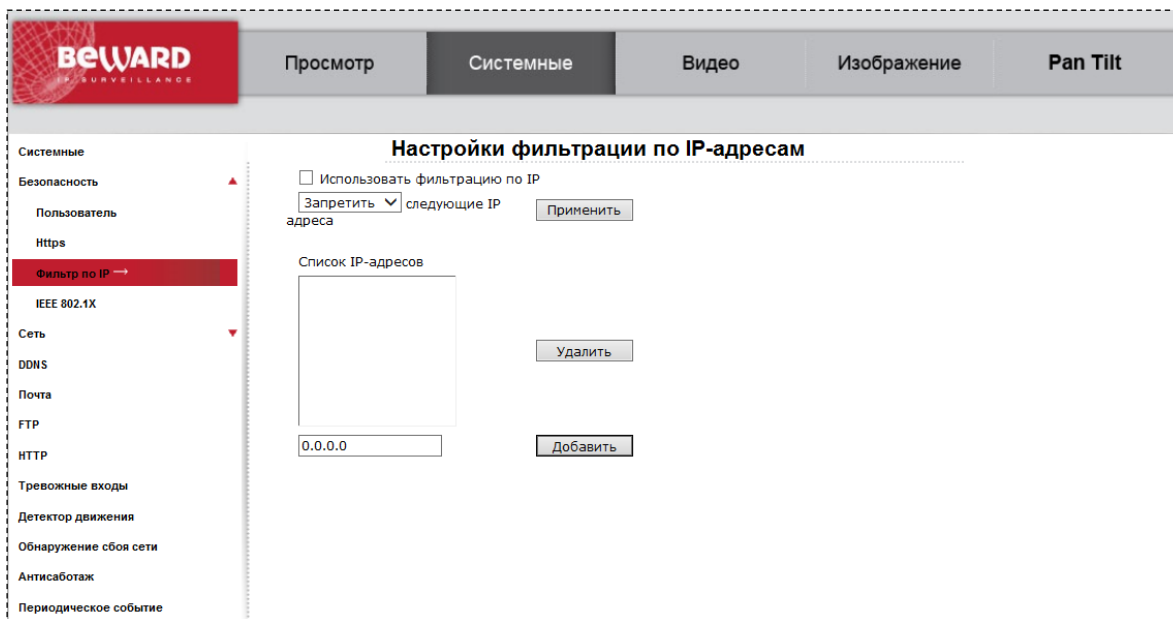 BEWARD
IP SURVEILLANCE
Просмотр
Системные
Видео
Изображение
Pan Tilt
Системные
Безопасность
Пользователь
Https
Фильтр по IP →
IEEE 802.1X
Сеть
DDNS
Почта
FTP
HTTP
Тревожные входы
Детектор движения
Обнаружение сбоя сети
Антисаботаж
Периодическое событие
Настройки фильтрации по IP-адресам
Использовать фильтрацию по IP
Запретить следующие IP
адреса
Применить
Список IP-адресов
Удалить
0.0.0.0
Добавить